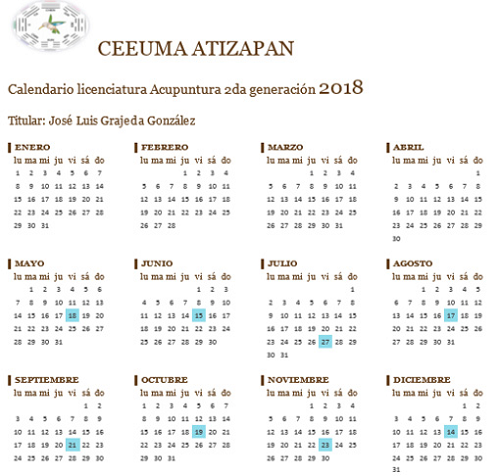 CEEUMA ATIZAPAN
Calendario licenciatura Acupuntura 2da generación 2018
Titular: José Luis Grajeda González
ENERO FEBRERO MARZO ABRIL
lu ma mi ju vi sá do lu ma mi ju vi sá do lu ma mi ju vi sá do lu ma mi ju vi sá do
1 2 3 4 5 6 7 1 2 3 4 1 2 3 4 1
8 9 10 11 12 13 14 5 6 7 8 9 10 11 5 6 7 8 9 10 11 2 3 4 5 6 7 8
15 16 17 18 19 20 21 12 13 14 15 16 17 18 12 13 14 15 16 17 18 9 10 11 12 13 14 15
22 23 24 25 26 27 28 19 20 21 22 23 24 25 19 20 21 22 23 24 25 16 17 18 19 20 21 22
29 30 31 26 27 28 26 27 28 29 30 31 23 24 25 26 27 28 29
30
MAYO JUNIO JULIO AGOSTO
lu ma mi ju vi sá do lu ma mi ju vi sá do lu ma mi ju vi sá do lu ma mi ju vi sá do
1 2 3 4 5 6 1 2 3 1 1 2 3 4 5
7 8 9 10 11 12 13 4 5 6 7 8 9 10 2 3 4 5 6 7 8 6 7 8 9 10 11 12
14 15 16 17 18 19 20 11 12 13 14 15 16 17 9 10 11 12 13 14 15 13 14 15 16 17 18 19
21 22 23 24 25 26 27 18 19 20 21 22 23 24 16 17 18 19 20 21 22 20 21 22 23 24 25 26
28 29 30 31 25 26 27 28 29 30 23 24 25 26 27 28 29 27 28 29 30 31
30 31
SEPTIEMBRE OCTUBRE NOVIEMBRE DICIEMBRE
lu ma mi ju vi sá do lu ma mi ju vi sá do lu ma mi ju vi sá do lu ma mi ju vi sá do
1 2 1 2 3 4 5 6 7 1 2 3 4 1 2
3 4 5 6 7 8 9 8 9 10 11 12 13 14 5 6 7 8 9 10 11 3 4 5 6 7 8 9
10 11 12 13 14 15 16 15 16 17 18 19 20 21 12 13 14 15 16 17 18 10 11 12 13 14 15 16
17 18 19 20 21 22 23 22 23 24 25 26 27 28 19 20 21 22 23 24 25 17 18 19 20 21 22 23
24 25 26 27 28 29 30 29 30 31 26 27 28 29 30 24 25 26 27 28 29 30
31